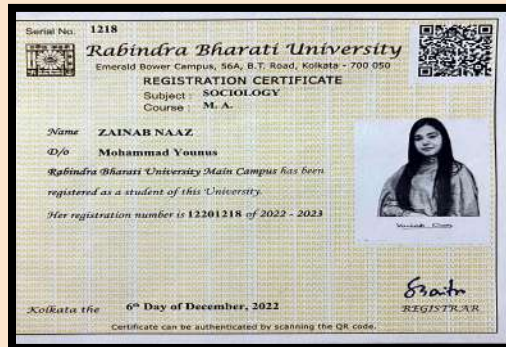 Serial No. 1218
Rabindra Bharati University
Emerald Bower Campus, 56A, B.T. Road, Kolkata - 700 050
REGISTRATION CERTIFICATE
Subject : SOCIOLOGY
Course : M. A.
Name ZAINAB NAAZ
D/o Mohammad Younus
Rabindra Bharati University Main Campus has been
registered as a student of this University.
Her registration number is 12201218 of 2022 - 2023
Kolkata the 6th Day of December, 2022
REGISTRAR
Certificate can be authenticated by scanning the QR code.